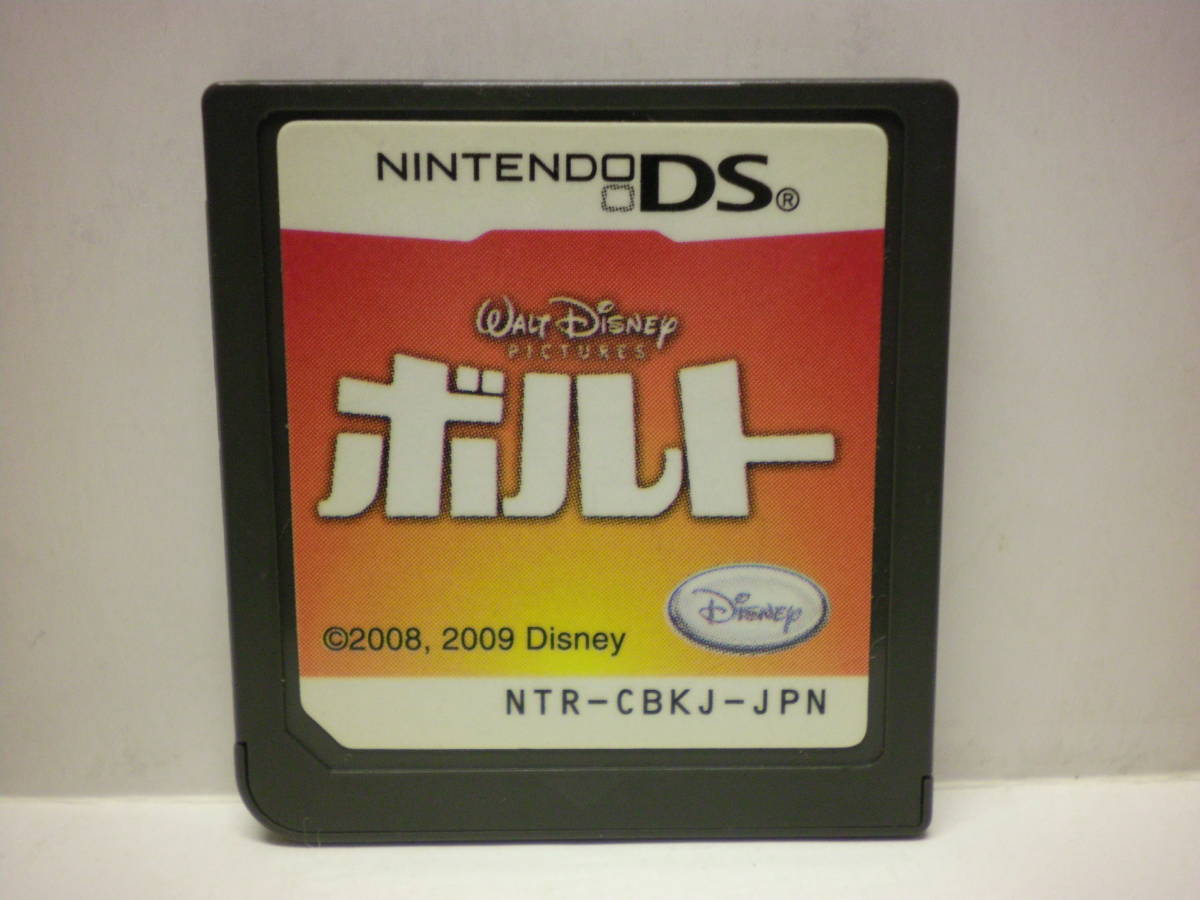 NINTENDO DS®
WALT DISNEY
PICTURES
ボルト
DISNEY
©2008, 2009 Disney
NTR-CBKJ-JPN